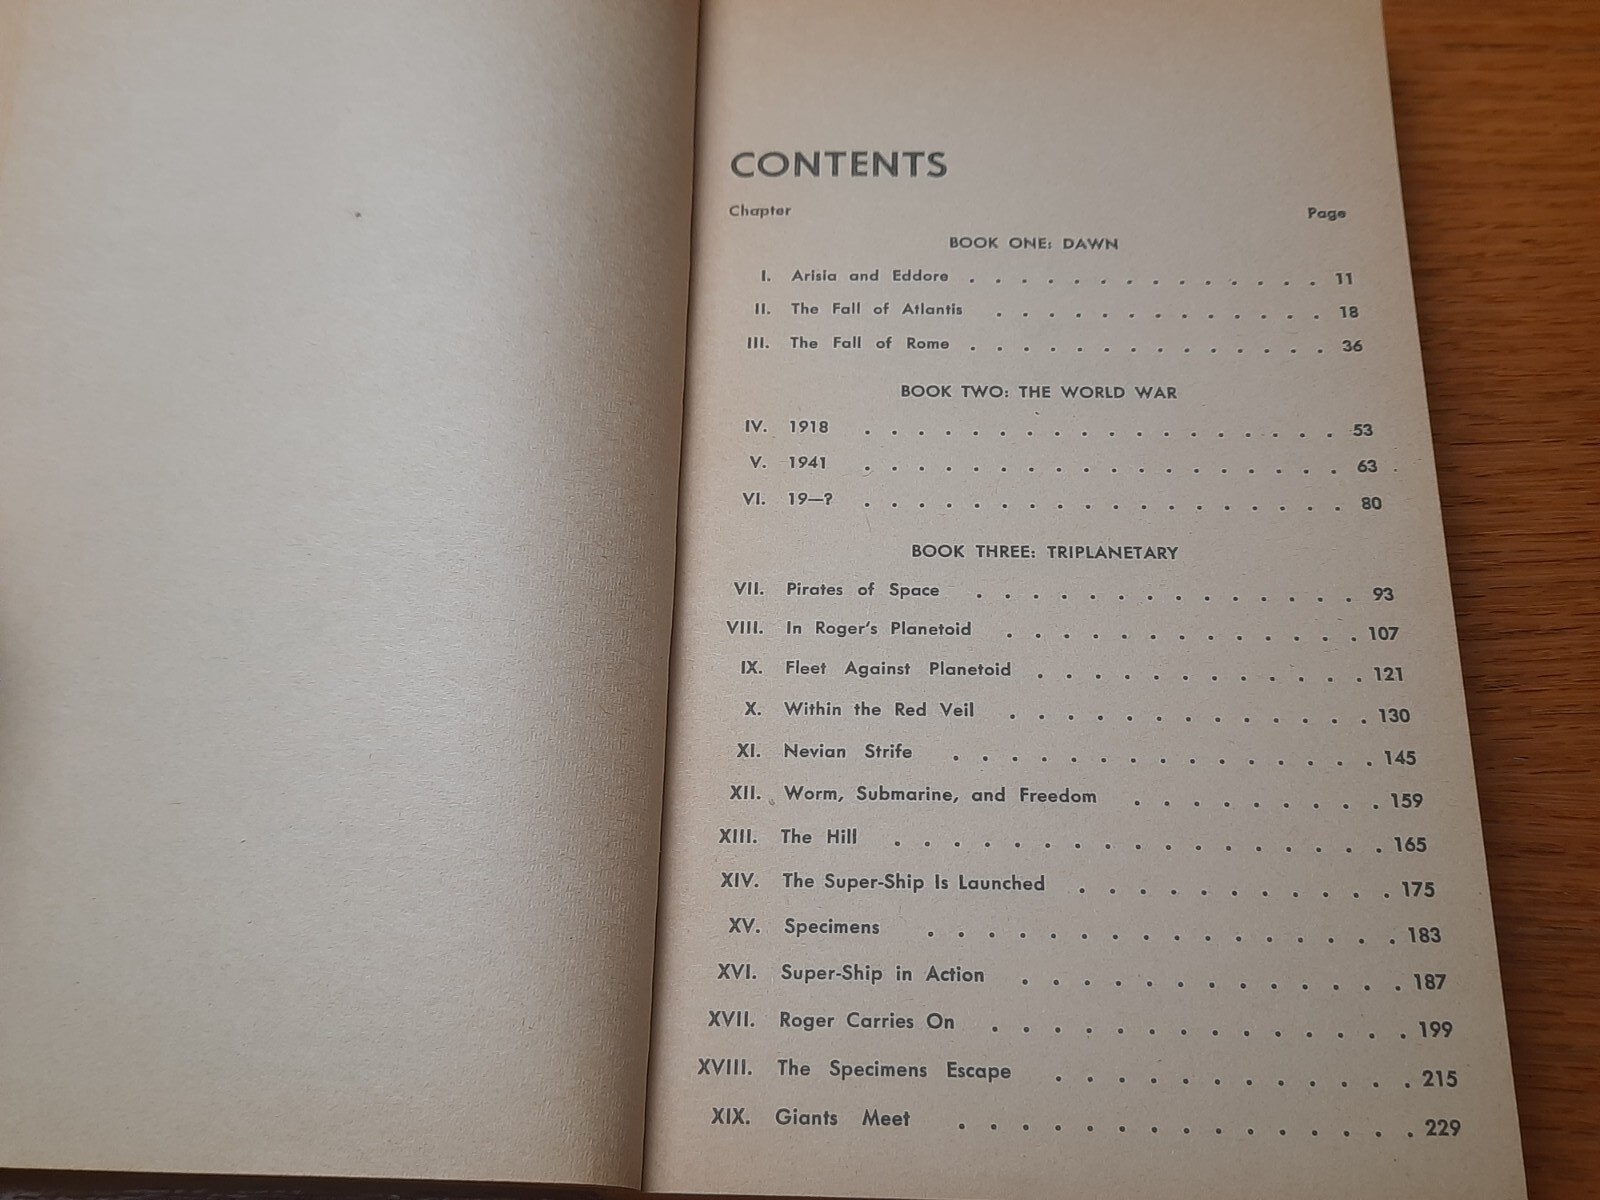 CONTENTS
Chapter Page
BOOK ONE: DAWN
I. Arisia and Eddore . . . . . . . . . . . . . . 11
II. The Fall of Atlantis . . . . . . . . . . . . . 18
III. The Fall of Rome . . . . . . . . . . . . . . 36
BOOK TWO: THE WORLD WAR
IV. 1918 . . . . . . . . . . . . . . . . . . 53
V. 1941 . . . . . . . . . . . . . . . . . . 63
VI. 19—? . . . . . . . . . . . . . . . . . . 80
BOOK THREE: TRIPLANETARY
VII. Pirates of Space . . . . . . . . . . . . . . 93
VIII. In Roger's Planetoid . . . . . . . . . . . . . 107
IX. Fleet Against Planetoid . . . . . . . . . . . . 121
X. Within the Red Veil . . . . . . . . . . . . . 130
XI. Nevian Strife . . . . . . . . . . . . . . . 145
XII. Worm, Submarine, and Freedom . . . . . . . . . 159
XIII. The Hill . . . . . . . . . . . . . . . . . 165
XIV. The Super-Ship Is Launched . . . . . . . . . . . 175
XV. Specimens . . . . . . . . . . . . . . . . 183
XVI. Super-Ship in Action . . . . . . . . . . . . . 187
XVII. Roger Carries On . . . . . . . . . . . . . . 199
XVIII. The Specimens Escape . . . . . . . . . . . . 215
XIX. Giants Meet . . . . . . . . . . . . . . . 229